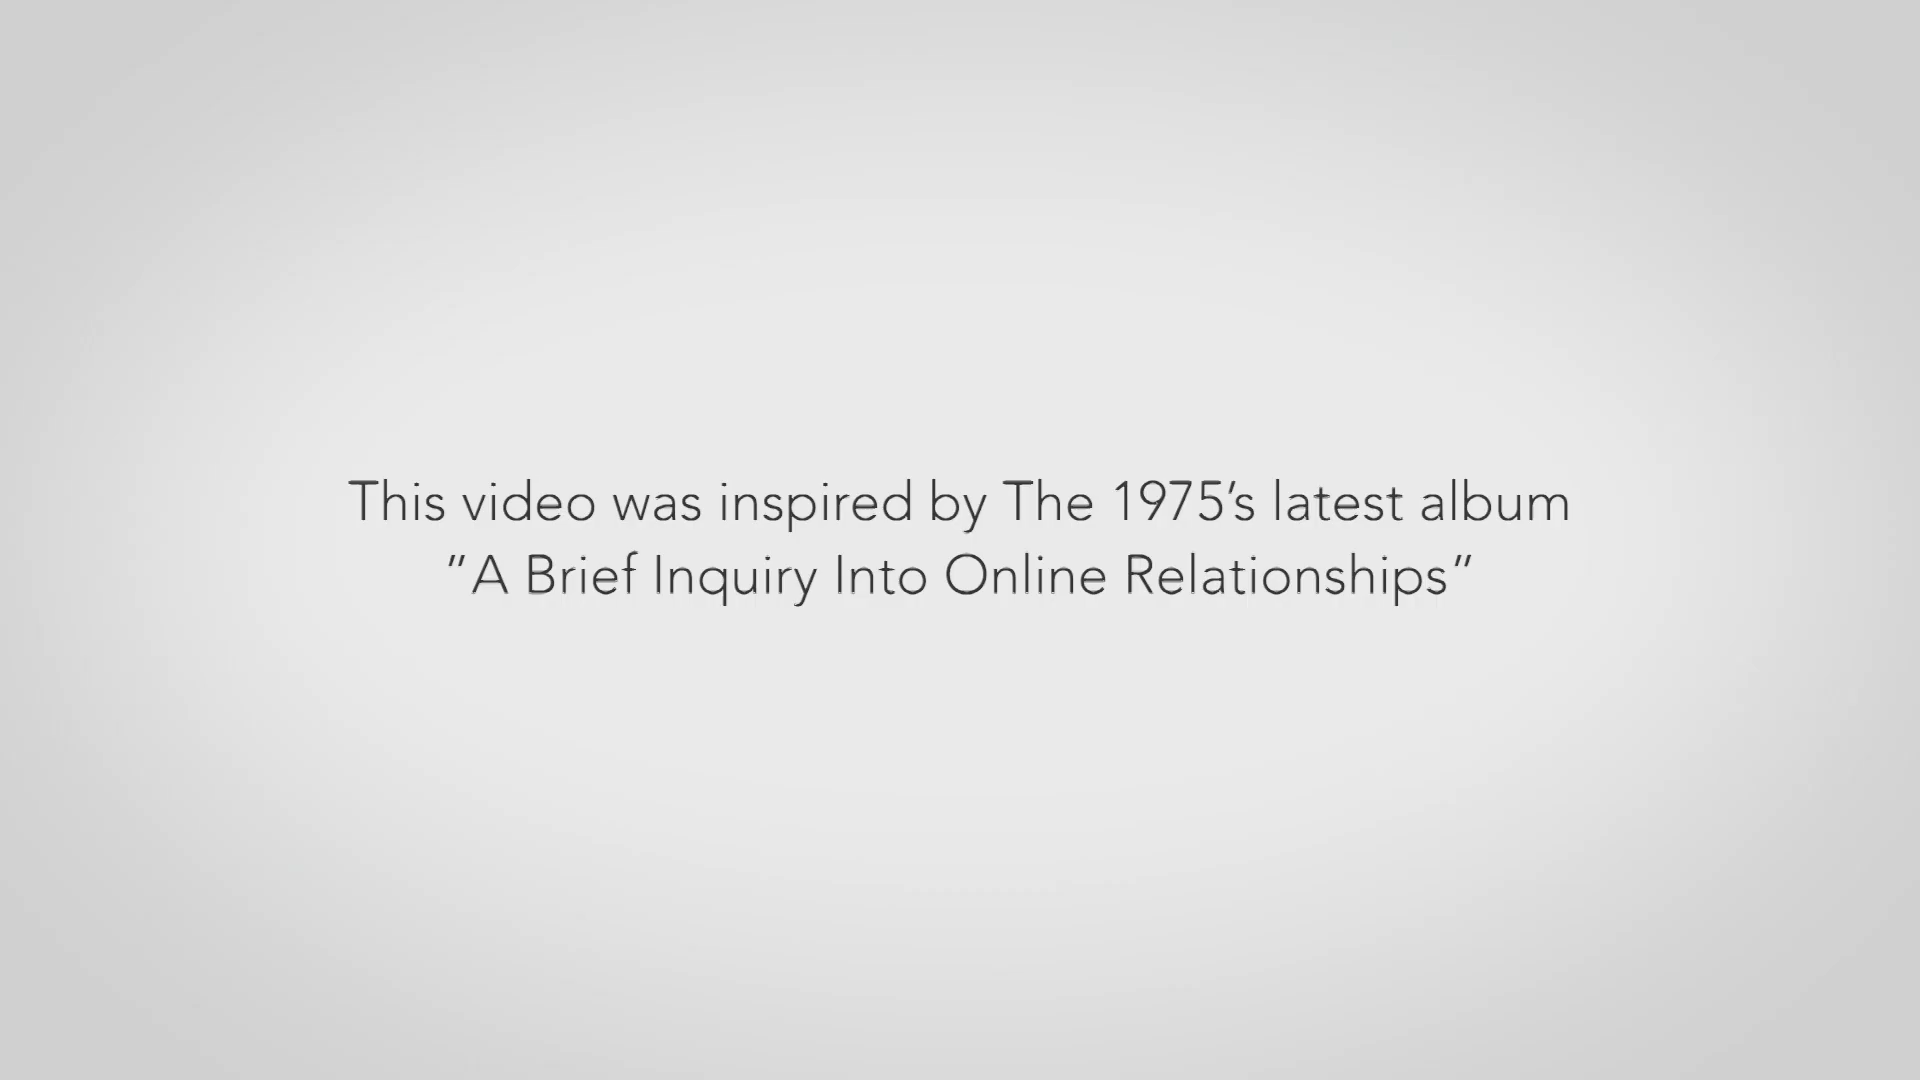 This video was inspired by The 1975’s latest album
”A Brief Inquiry Into Online Relationships”